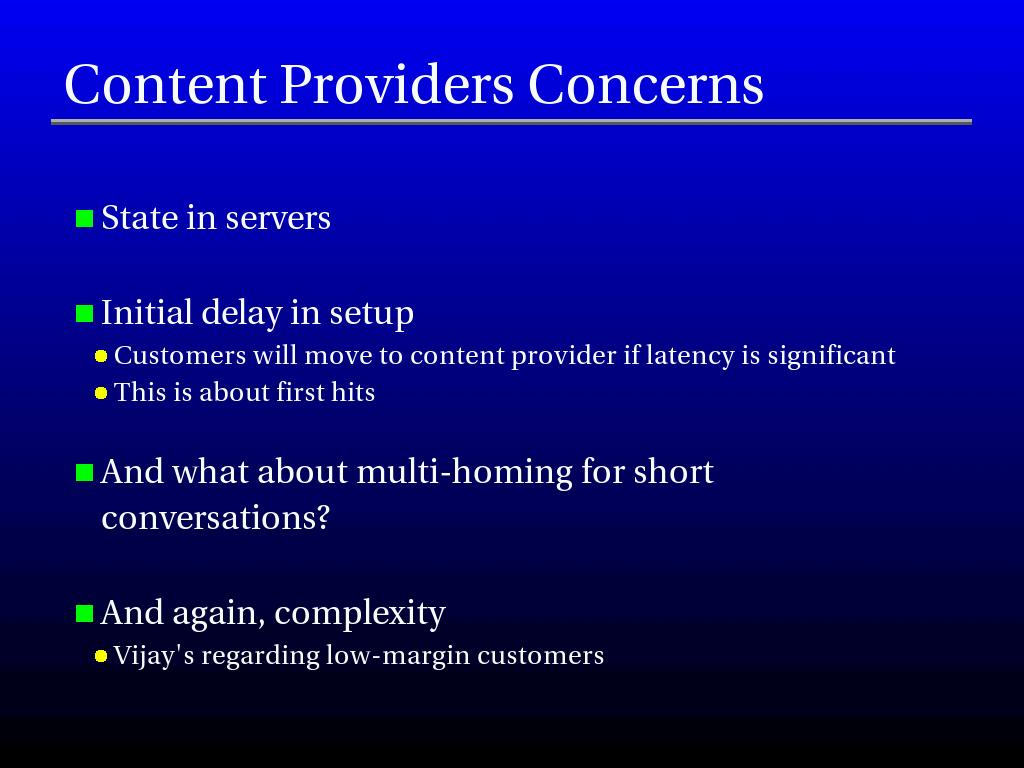 Content Providers Concerns
State in servers
Initial delay in setup
Customers will move to content provider if latency is significant
This is about first hits
And what about multi-homing for short
conversations?
And again, complexity
Vijay's regarding low-margin customers